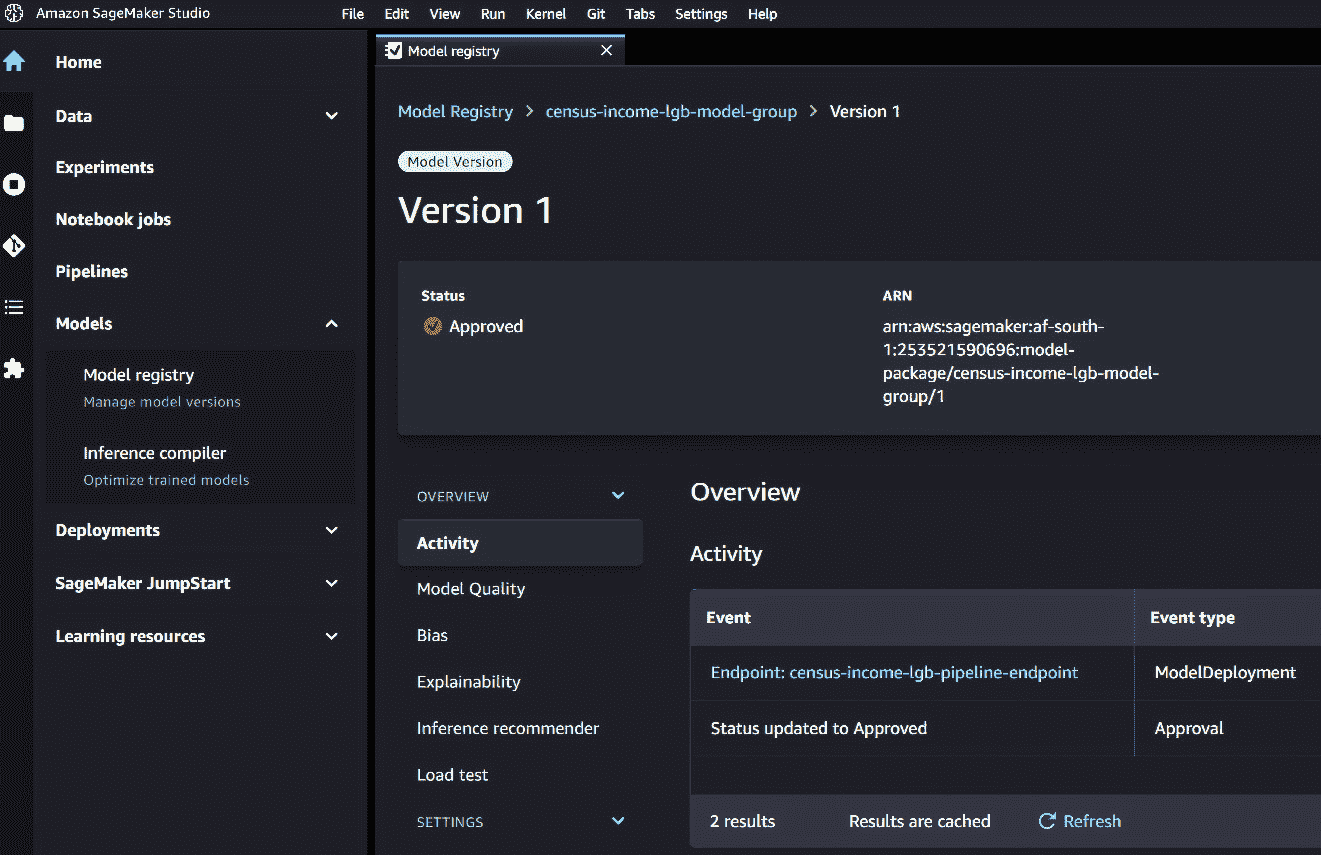 Amazon SageMaker Studio
File Edit View Run Kernel Git Tabs Settings Help
Home
Data
Experiments
Notebook jobs
Pipelines
Models
Model registry
Manage model versions
Inference compiler
Optimize trained models
Deployments
SageMaker JumpStart
Learning resources
Model registry
Model Registry > census-income-lgb-model-group > Version 1
Model Version
Version 1
Status
Approved
ARN
arn:aws:sagemaker:af-south-
1:253521590696:model-
package/census-income-lgb-model-
group/1
OVERVIEW
Activity
Model Quality
Bias
Explainability
Inference recommender
Load test
SETTINGS
Overview
Activity
Event Event type
Endpoint: census-income-lgb-pipeline-endpoint ModelDeployment
Status updated to Approved Approval
2 results Results are cached Refresh